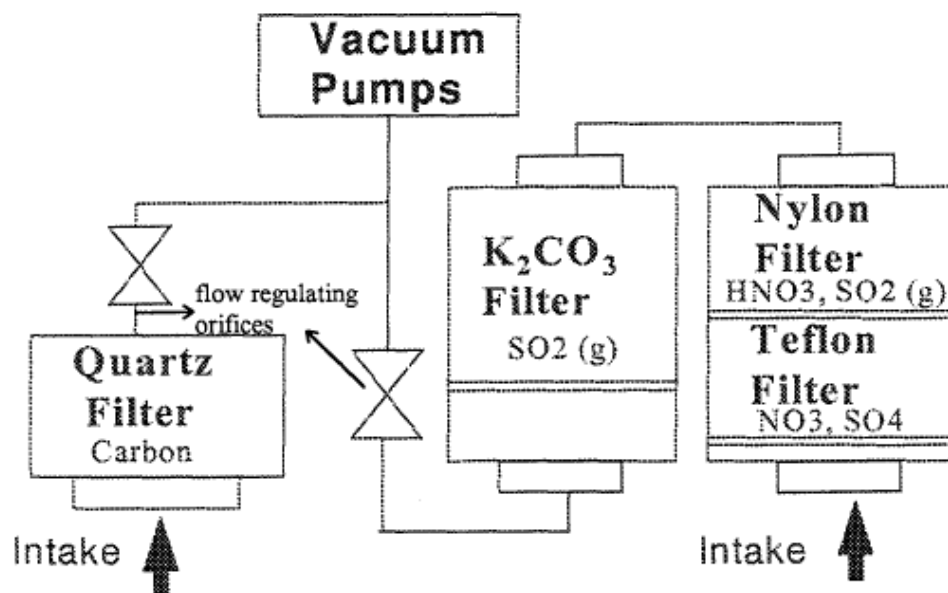 Vacuum
Pumps
flow regulating
orifices
Quartz
Filter
Carbon
Intake
K₂CO₃
Filter
SO2 (g)
Nylon
Filter
HNO3, SO2 (g)
Teflon
Filter
NO3, SO4
Intake